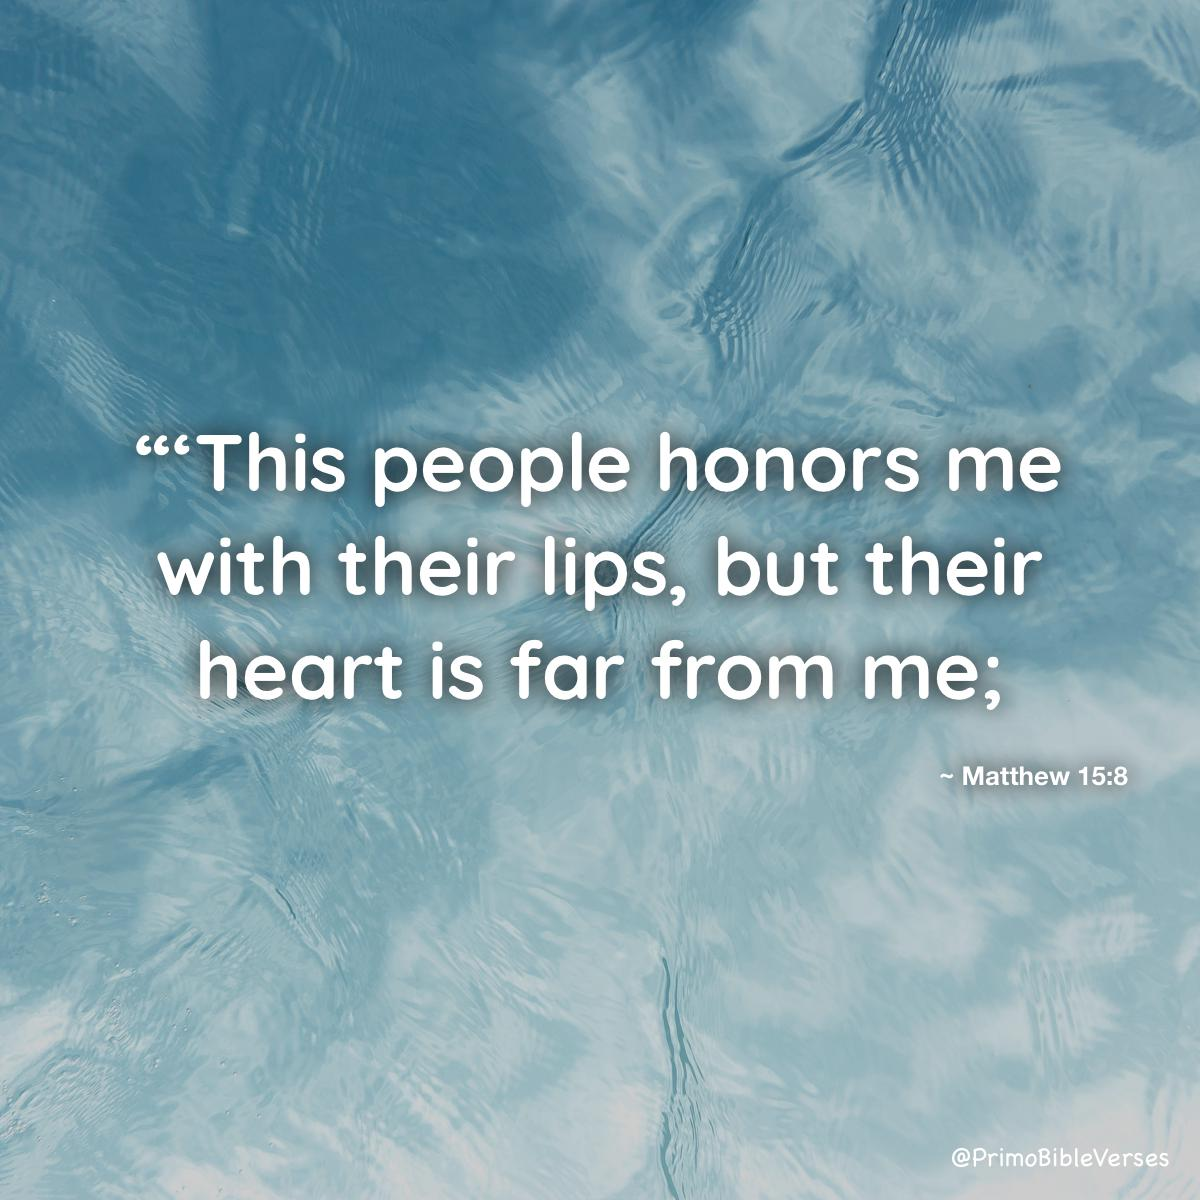 “‘This people honors me
with their lips, but their
heart is far from me;
~ Matthew 15:8
@PrimoBibleVerses